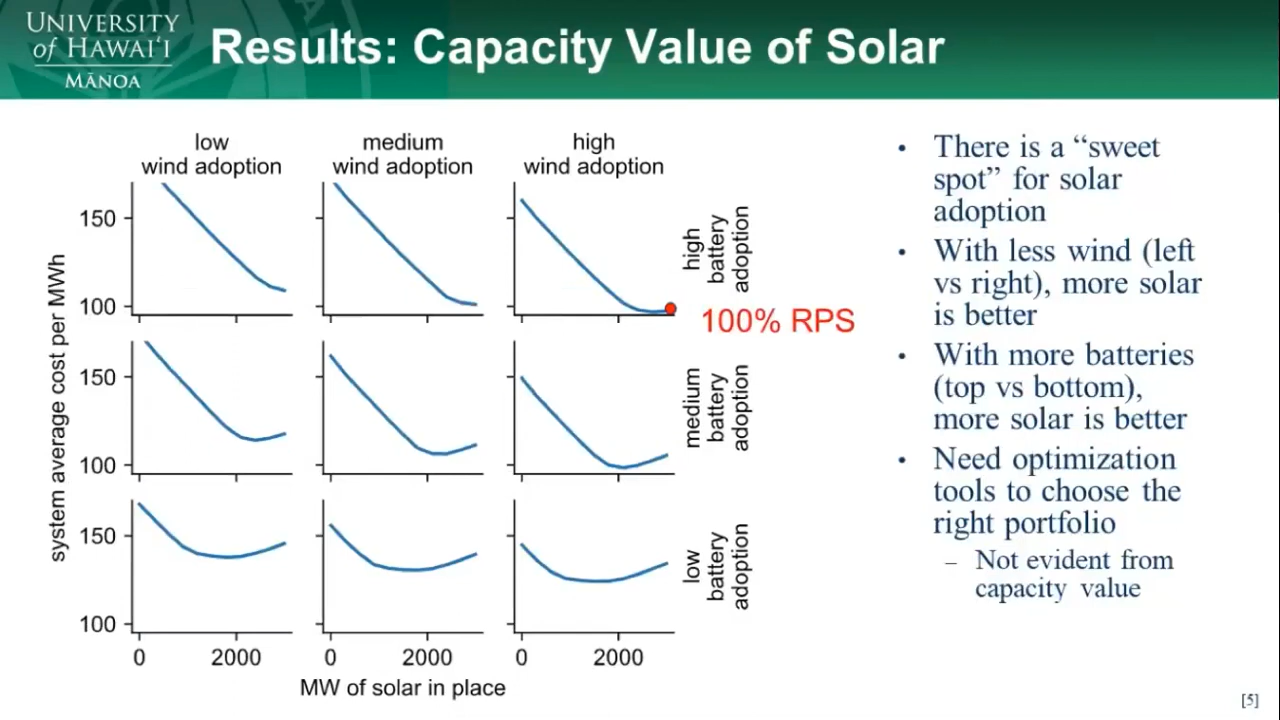 UNIVERSITY
of HAWAIʻI
MĀNOA
Results: Capacity Value of Solar
low
wind adoption
medium
wind adoption
high
wind adoption
system average cost per MWh
150
100
high
battery
adoption
100% RPS
150
100
medium
battery
adoption
150
100
low
battery
adoption
0
2000
0
2000
0
2000
MW of solar in place
• There is a “sweet
spot” for solar
adoption
• With less wind (left
vs right), more solar
is better
• With more batteries
(top vs bottom),
more solar is better
• Need optimization
tools to choose the
right portfolio
– Not evident from
capacity value
[5]